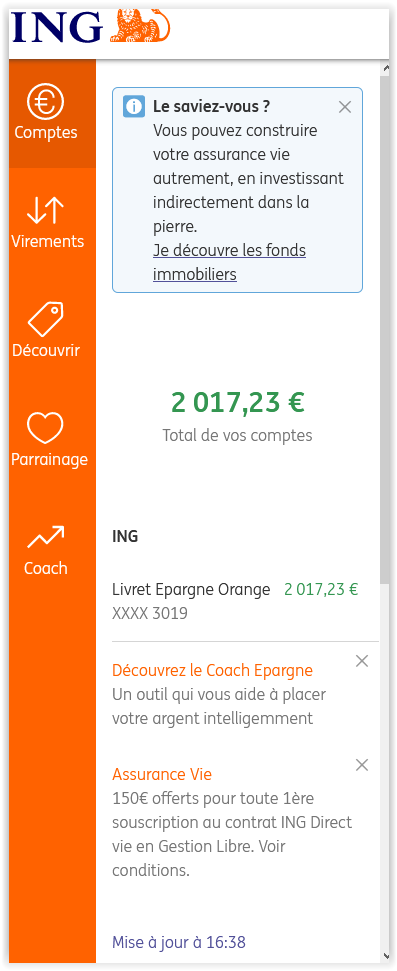 ING
Comptes
Virements
Découvrir
Parrainage
Coach
Le saviez-vous ?
Vous pouvez construire
votre assurance vie
autrement, en investissant
indirectement dans la
pierre.
Je découvre les fonds
immobiliers
2 017,23 €
Total de vos comptes
ING
Livret Epargne Orange 2 017,23 €
XXXX 3019
Découvrez le Coach Epargne
Un outil qui vous aide à placer
votre argent intelligemment
Assurance Vie
150€ offerts pour toute 1ère
souscription au contrat ING Direct
vie en Gestion Libre. Voir
conditions.
Mise à jour à 16:38